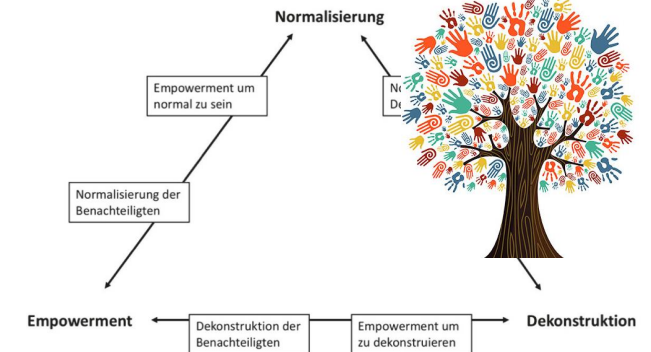 Normalisierung
Empowerment um
normal zu sein
Normalisierung der
Benachteiligten
Empowerment
Dekonstruktion der
Benachteiligten
Empowerment um
zu dekonstruieren
Dekonstruktion